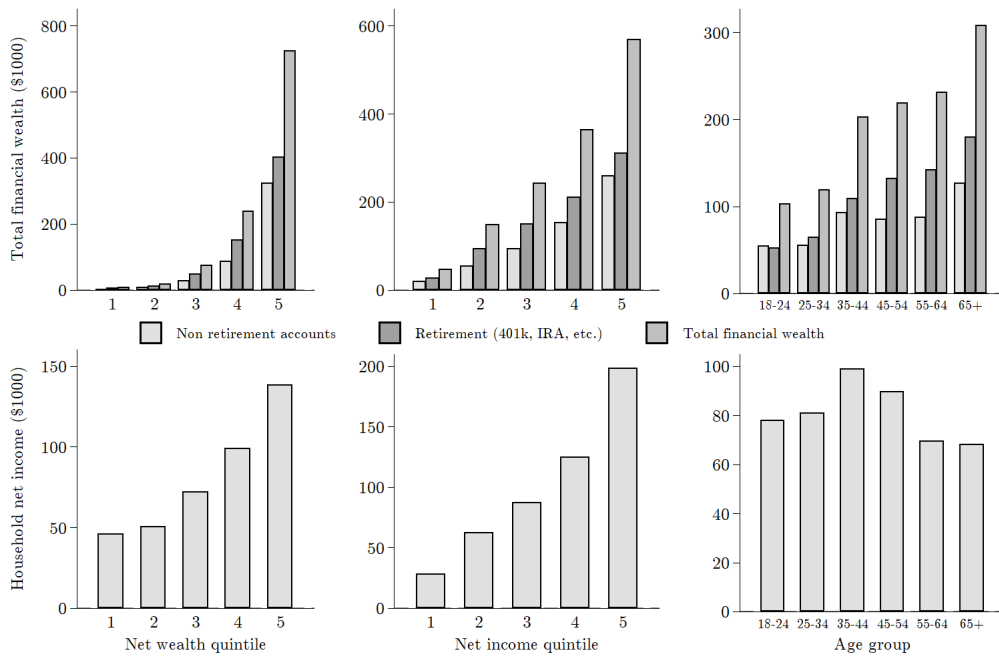 Total financial wealth ($1000)
800
600
400
200
0
1 2 3 4 5
600
400
200
0
1 2 3 4 5
300
200
100
0
18-24 25-34 35-44 45-54 55-64 65+
Non retirement accounts
Retirement (401k, IRA, etc.)
Total financial wealth
Household net income ($1000)
150
100
50
0
1 2 3 4 5
Net wealth quintile
200
150
100
50
0
1 2 3 4 5
Net income quintile
100
80
60
40
20
0
18-24 25-34 35-44 45-54 55-64 65+
Age group